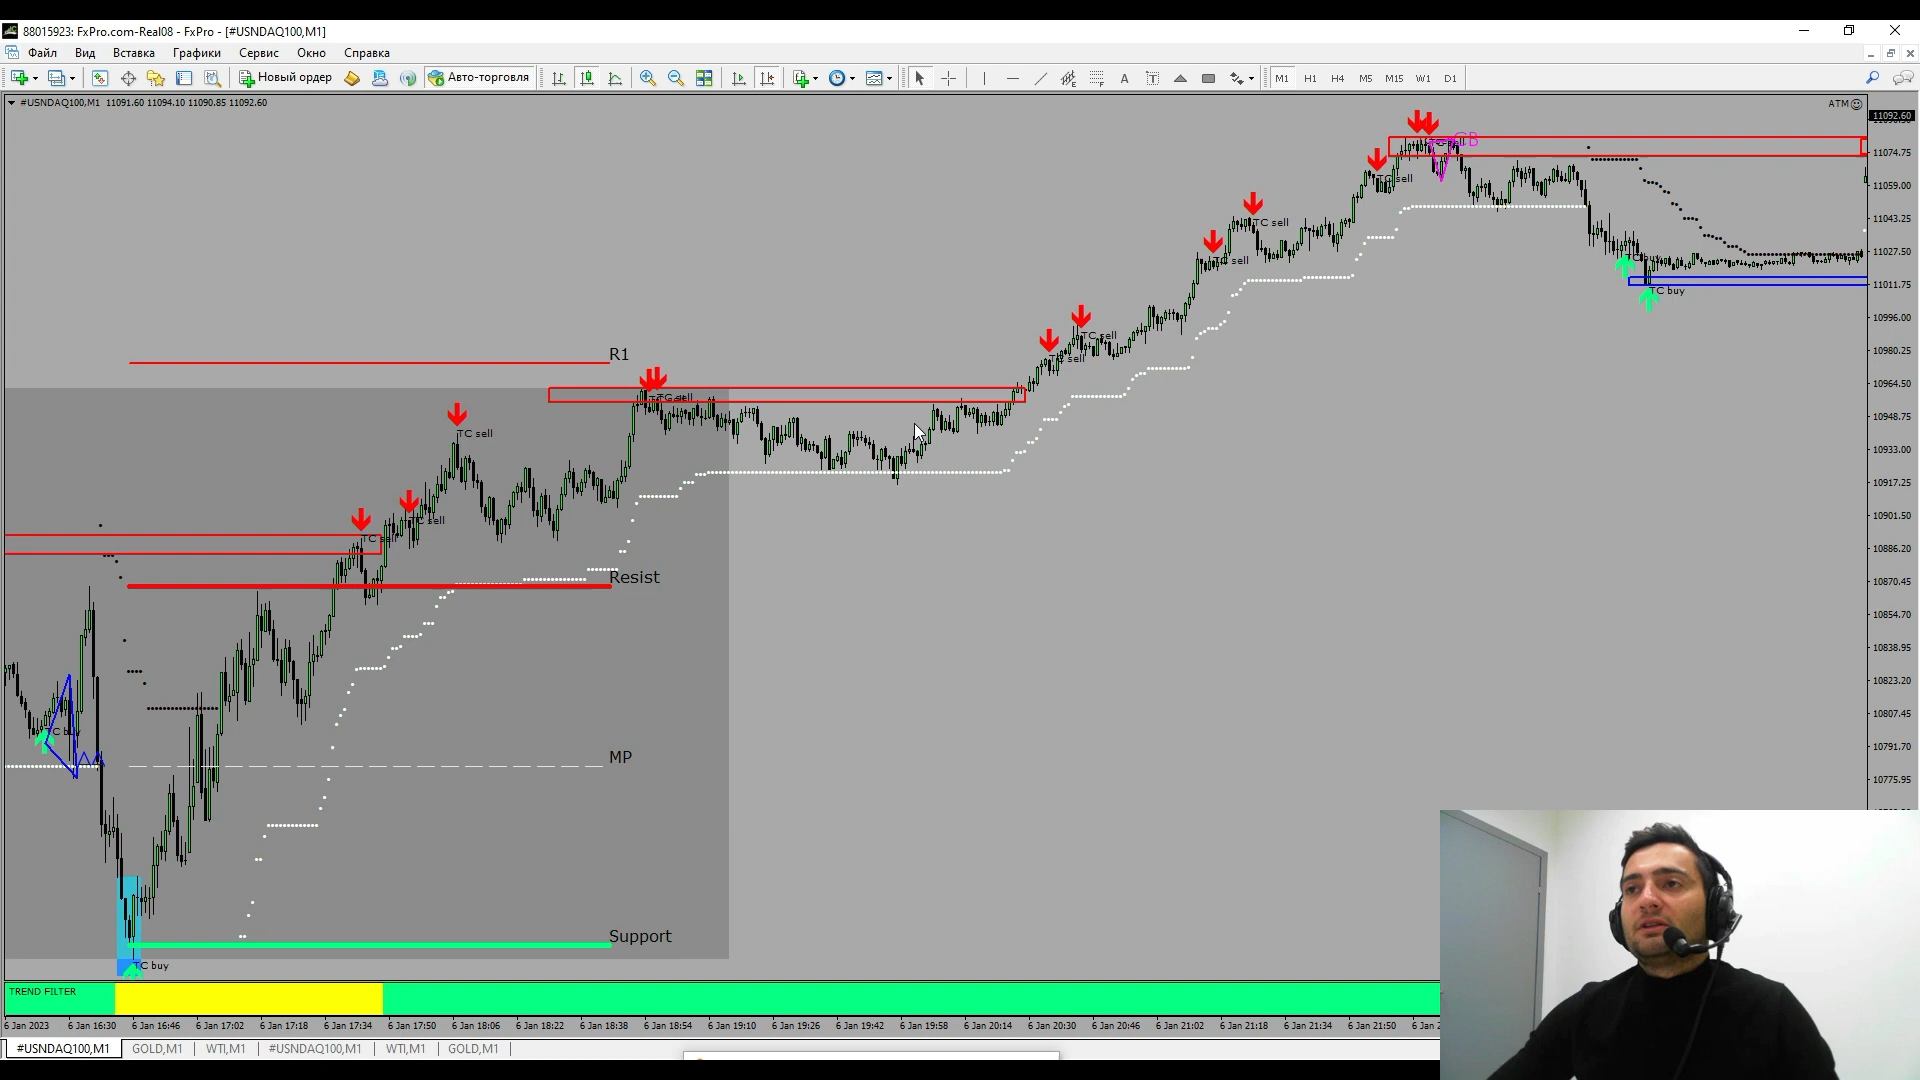 88015923: FxPro.com-Real08 - FxPro - [#USNDAQ100,M1]
Файл Вид Вставка Графики Сервис Окно Справка
Новый ордер Авто-торговля A T M1 H1 H4 M5 M15 W1 D1
#USNDAQ100,M1 11091.60 11094.10 11090.85 11092.60
ATM
11092.60
11074.75
11059.00
11043.25
11027.50
11011.75
10996.00
10980.25
10964.50
10948.75
10933.00
10917.25
10901.50
10886.20
10870.45
10854.70
10838.95
10823.20
10807.45
10791.70
10775.95
CB
TC sell
TC sell
TC sell
TC buy
R1
TC sell
TC sell
TC sell
TC sell
TC sell
TC sell
Resist
TC buy
MP
Support
TC buy
TREND FILTER
6 Jan 2023 6 Jan 16:30 6 Jan 16:46 6 Jan 17:02 6 Jan 17:18 6 Jan 17:34 6 Jan 17:50 6 Jan 18:06 6 Jan 18:22 6 Jan 18:38 6 Jan 18:54 6 Jan 19:10 6 Jan 19:26 6 Jan 19:42 6 Jan 19:58 6 Jan 20:14 6 Jan 20:30 6 Jan 20:46 6 Jan 21:02 6 Jan 21:18 6 Jan 21:34 6 Jan 21:50
#USNDAQ100,M1 GOLD,M1 WTI,M1 #USNDAQ100,M1 WTI,M1 GOLD,M1